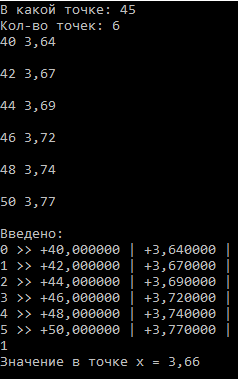 В какой точке: 45
Кол-во точек: 6
40 3,64
42 3,67
44 3,69
46 3,72
48 3,74
50 3,77
Введено:
0 >> +40,000000 | +3,640000 |
1 >> +42,000000 | +3,670000 |
2 >> +44,000000 | +3,690000 |
3 >> +46,000000 | +3,720000 |
4 >> +48,000000 | +3,740000 |
5 >> +50,000000 | +3,770000 |
1
Значение в точке x = 3,66